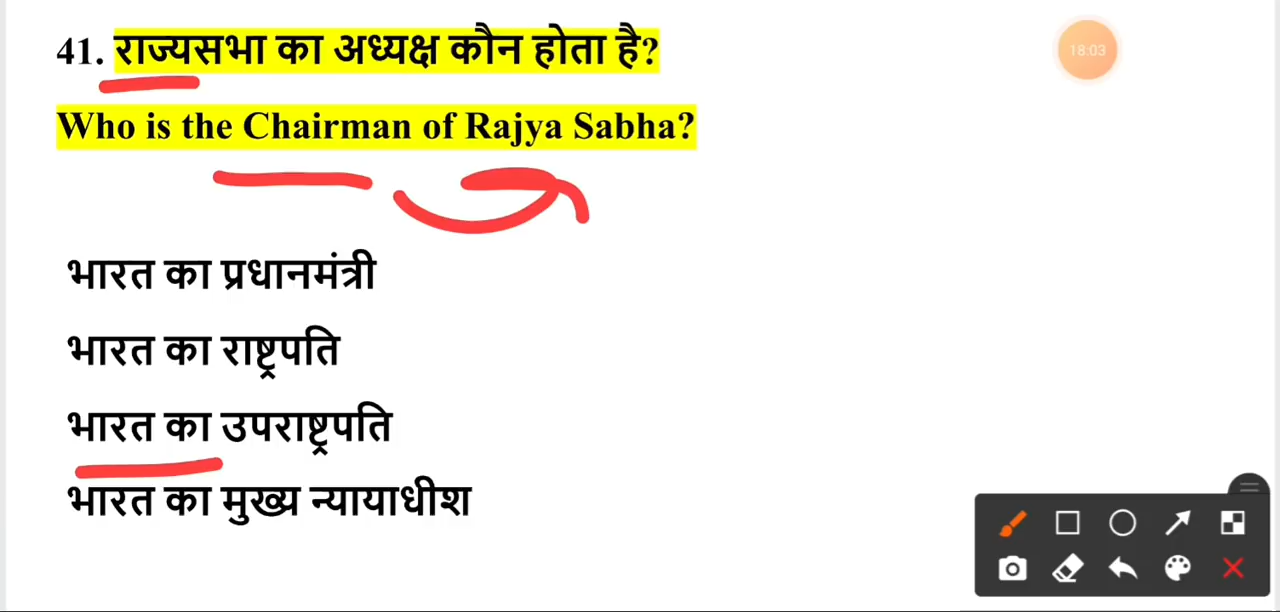 41. राज्यसभा का अध्यक्ष कौन होता है?
18:03
Who is the Chairman of Rajya Sabha?
भारत का प्रधानमंत्री
भारत का राष्ट्रपति
भारत का उपराष्ट्रपति
भारत का मुख्य न्यायाधीश